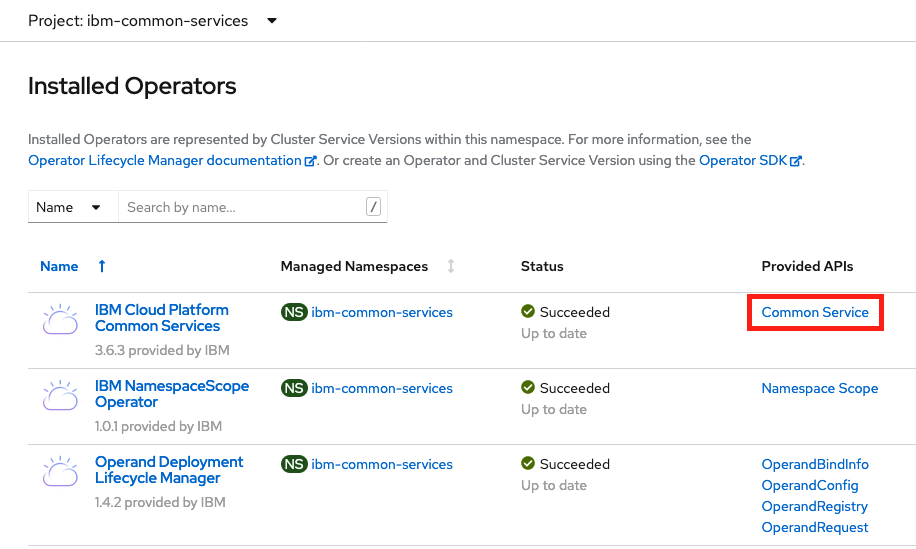 Project: ibm-common-services
Installed Operators
Installed Operators are represented by Cluster Service Versions within this namespace. For more information, see the
Operator Lifecycle Manager documentation. Or create an Operator and Cluster Service Version using the Operator SDK.
Name Search by name... /
Name Managed Namespaces Status Provided APIs
IBM Cloud Platform
Common Services
3.6.3 provided by IBM
NS ibm-common-services
Succeeded
Up to date
Common Service
IBM NamespaceScope
Operator
1.0.1 provided by IBM
NS ibm-common-services
Succeeded
Up to date
Namespace Scope
Operand Deployment
Lifecycle Manager
1.4.2 provided by IBM
NS ibm-common-services
Succeeded
Up to date
OperandBindInfo
OperandConfig
OperandRegistry
OperandRequest